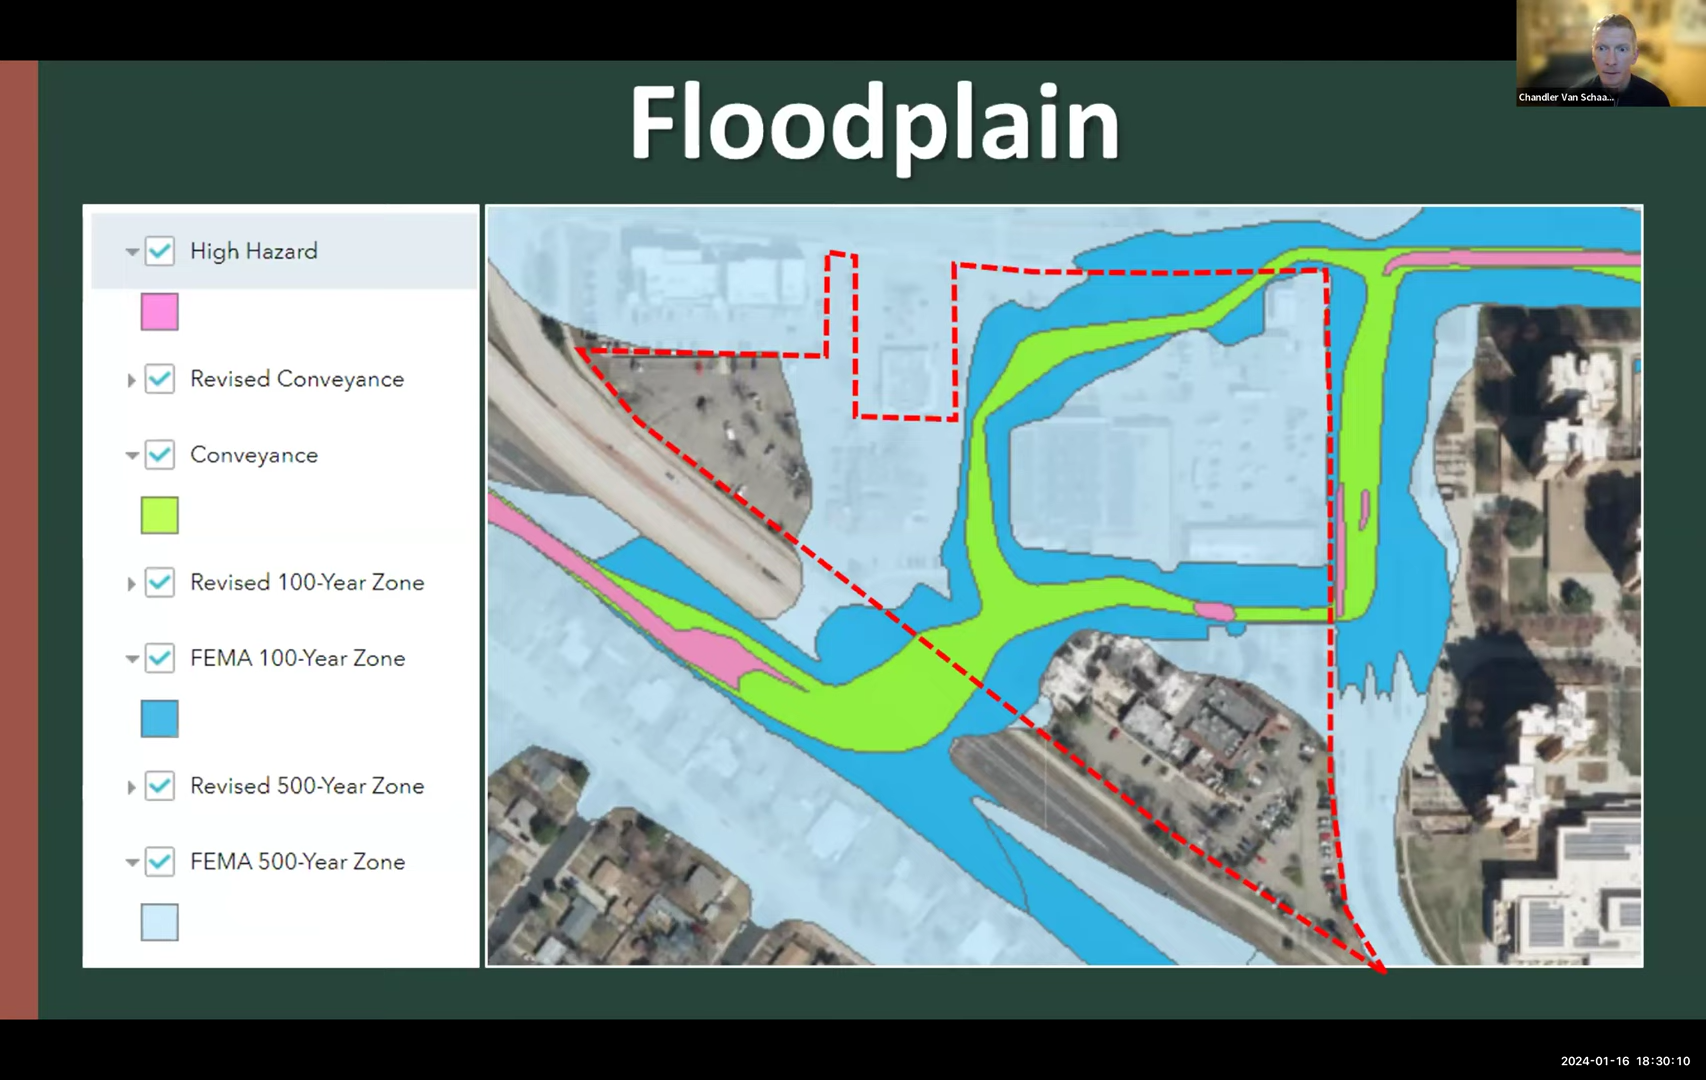 Chandler Van Schaa...
Floodplain
High Hazard
Revised Conveyance
Conveyance
Revised 100-Year Zone
FEMA 100-Year Zone
Revised 500-Year Zone
FEMA 500-Year Zone
2024-01-16 18:30:10